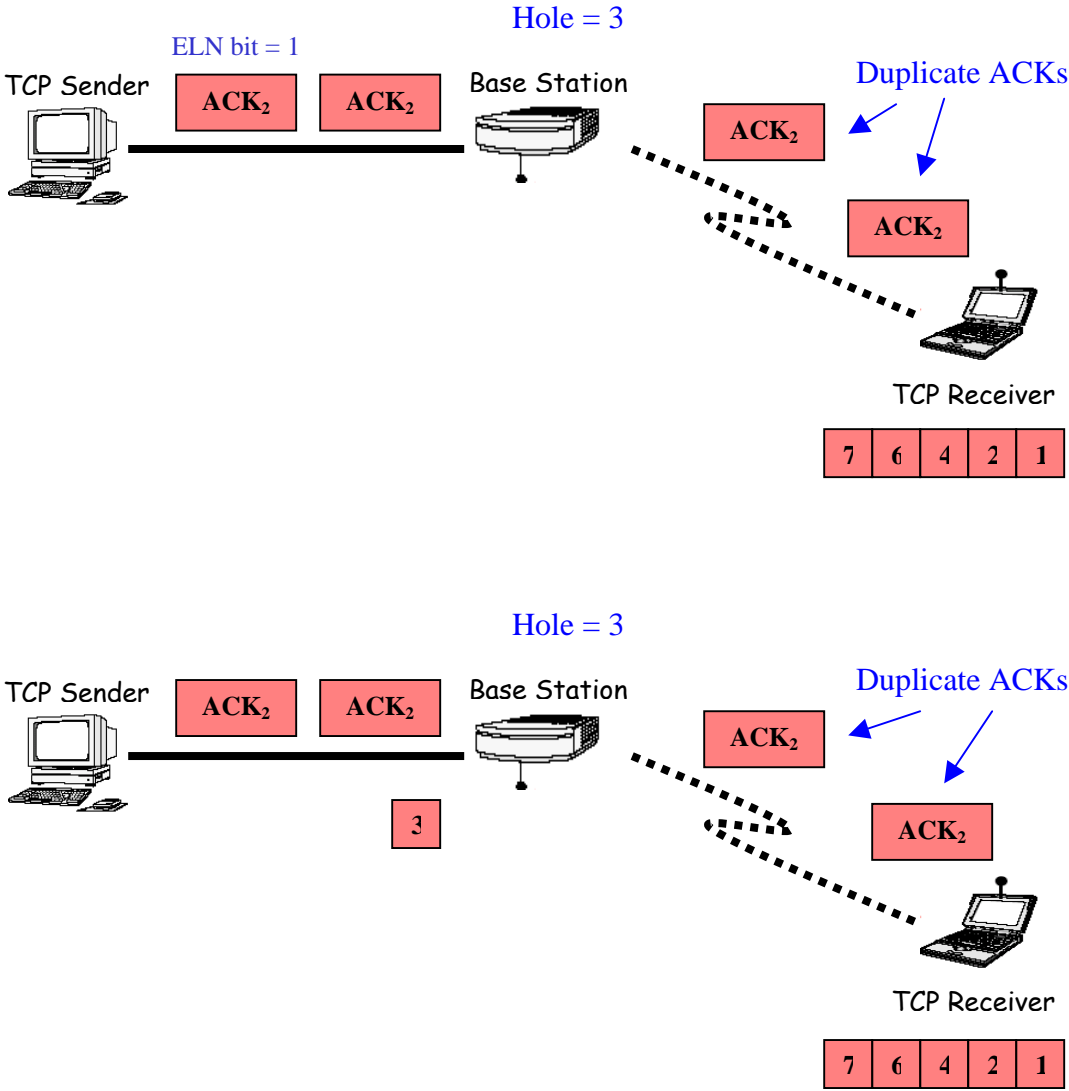 Hole = 3
ELN bit = 1
TCP Sender
ACK₂
ACK₂
Base Station
Duplicate ACKs
ACK₂
ACK₂
TCP Receiver
7 6 4 2 1
Hole = 3
TCP Sender
ACK₂
ACK₂
Base Station
Duplicate ACKs
ACK₂
3
ACK₂
TCP Receiver
7 6 4 2 1